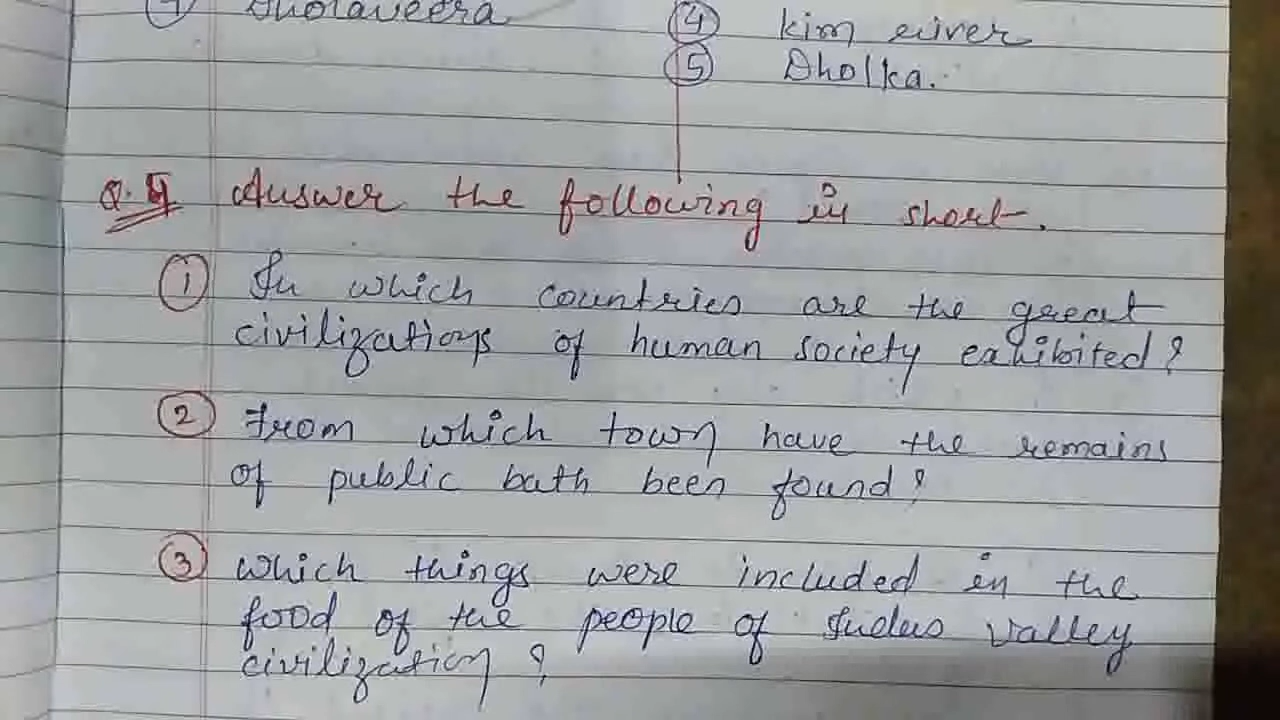 Dholaveera ④ Kim river
⑤ Dholka.
Q.4 Answer the following in short.
① In which countries are the great
civilizations of human society exhibited?
② From which town have the remains
of public bath been found?
③ which things were included in the
food of the people of Indus Valley
civilization?